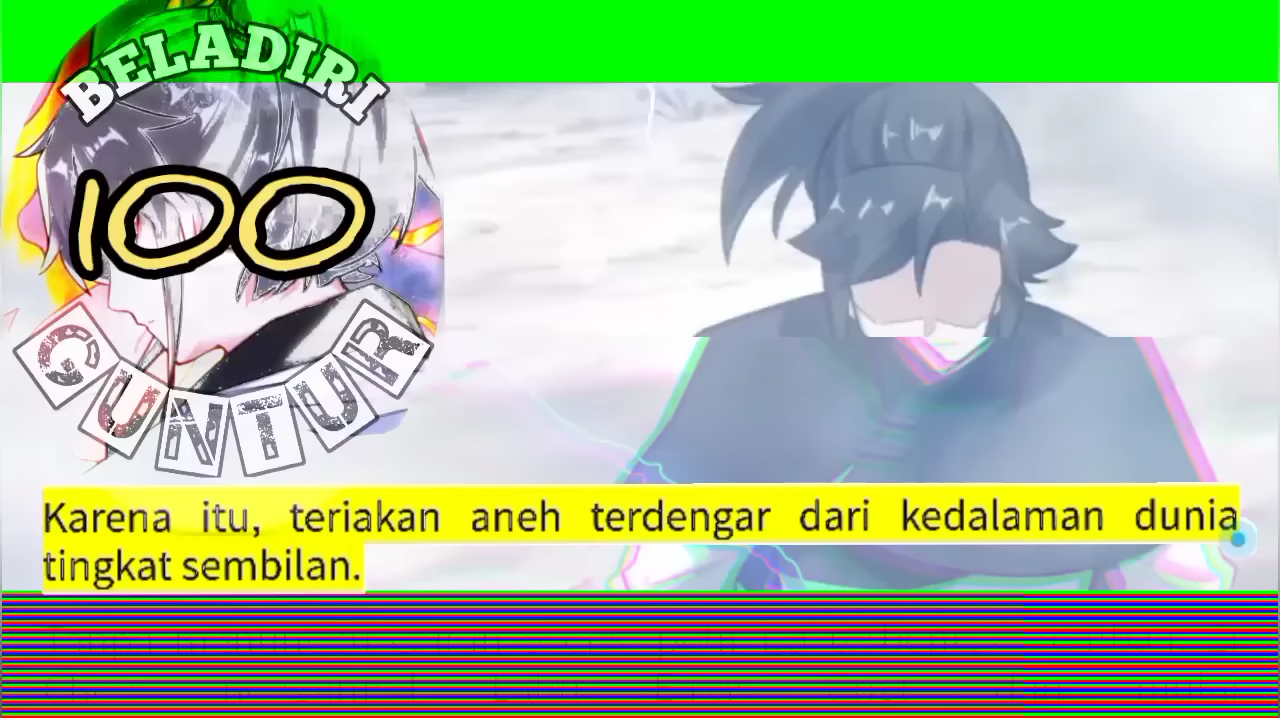 BELADIRI
100
GUNTUR
Karena itu, teriakan aneh terdengar dari kedalaman dunia
tingkat sembilan.